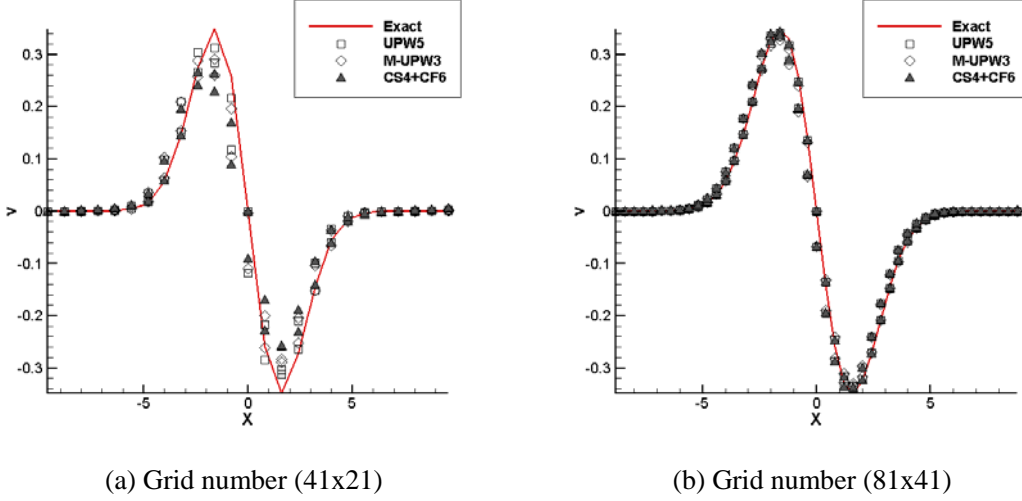 Exact
UPW5
M-UPW3
CS4+CF6
0.3
0.2
0.1
0
-0.1
-0.2
-0.3
v
-5
0
5
X
Exact
UPW5
M-UPW3
CS4+CF6
0.3
0.2
0.1
0
-0.1
-0.2
-0.3
v
-5
0
5
X
(a) Grid number (41x21)
(b) Grid number (81x41)